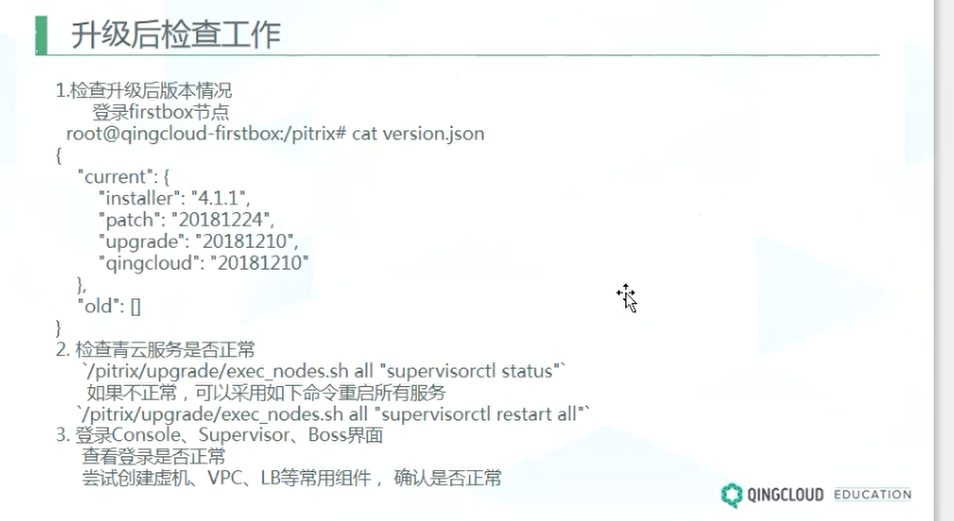 升级后检查工作
1.检查升级后版本情况
登录firstbox节点
root@qingcloud-firstbox:/pitrix# cat version.json
{
"current": {
"installer": "4.1.1",
"patch": "20181224",
"upgrade": "20181210",
"qingcloud": "20181210"
},
"old": []
}
2. 检查青云服务是否正常
`/pitrix/upgrade/exec_nodes.sh all "supervisorctl status"`
如果不正常，可以采用如下命令重启所有服务
`/pitrix/upgrade/exec_nodes.sh all "supervisorctl restart all"`
3. 登录Console、Supervisor、Boss界面
查看登录是否正常
尝试创建虚机、VPC、LB等常用组件， 确认是否正常
QINGCLOUD EDUCATION